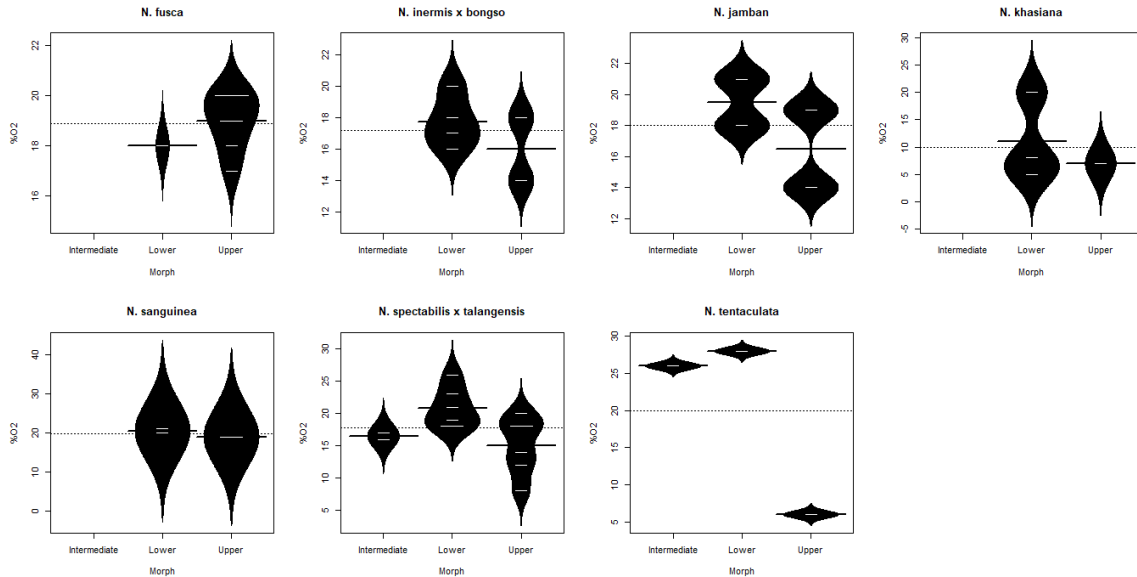 N. fusca
%O2
22
20
18
16
Intermediate Lower Upper
Morph
N. inermis x bongso
%O2
22
20
18
16
14
12
Intermediate Lower Upper
Morph
N. jamban
%O2
22
20
18
16
14
12
Intermediate Lower Upper
Morph
N. khasiana
%O2
30
25
20
15
10
5
0
-5
Intermediate Lower Upper
Morph
N. sanguinea
%O2
40
30
20
10
0
Intermediate Lower Upper
Morph
N. spectabilis x talangensis
%O2
30
25
20
15
10
5
Intermediate Lower Upper
Morph
N. tentaculata
%O2
30
25
20
15
10
5
Intermediate Lower Upper
Morph